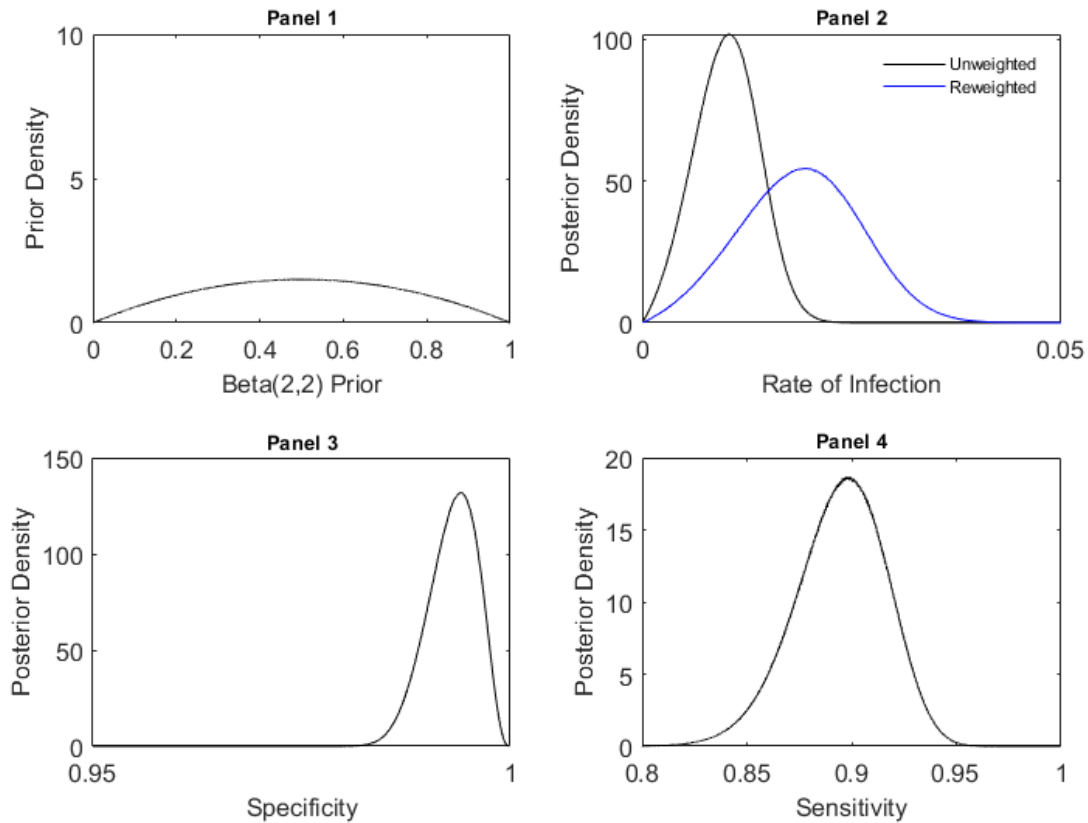 Panel 1
10
5
0
Prior Density
0 0.2 0.4 0.6 0.8 1
Beta(2,2) Prior
Panel 2
100
50
0
Posterior Density
Unweighted
Reweighted
0 0.05
Rate of Infection
Panel 3
150
100
50
0
Posterior Density
0.95 1
Specificity
Panel 4
20
15
10
5
0
Posterior Density
0.8 0.85 0.9 0.95 1
Sensitivity